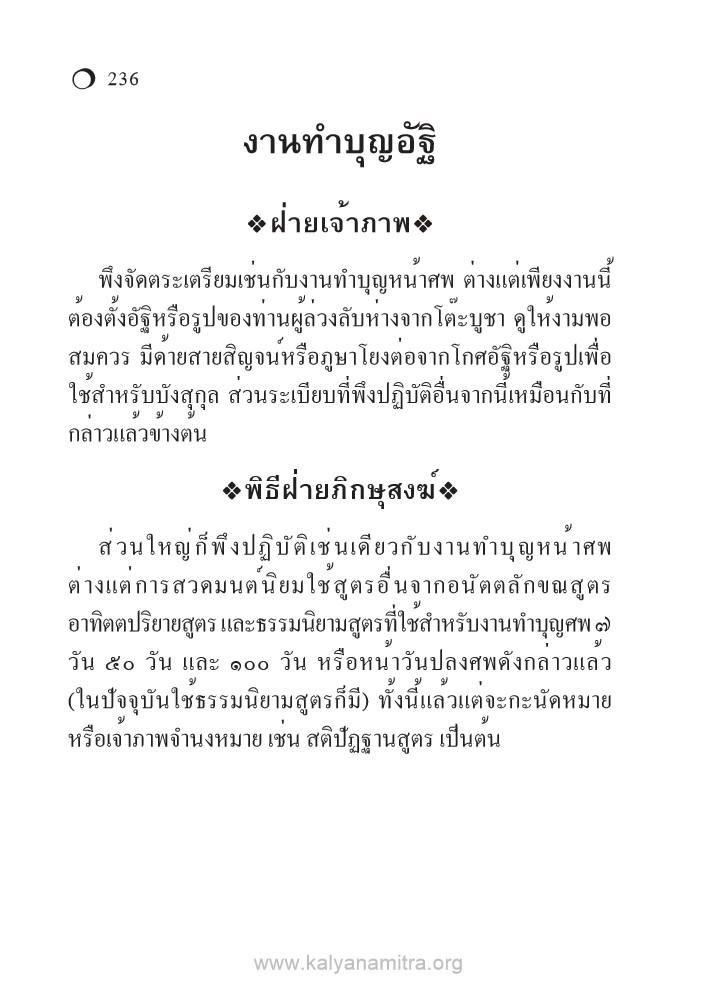 236
งานทำบุญอัฐิ
❖ฝ่ายเจ้าภาพ❖
พึงจัดตระเตรียมเช่นกับงานทำบุญหน้าศพ ต่างแต่เพียงงานนี้
ต้องตั้งอัฐิหรือรูปของท่านผู้ล่วงลับห่างจากโต๊ะบูชา ดูให้งามพอ
สมควร มีด้ายสายสิญจน์หรือภูษาโยงต่อจากโกศอัฐิหรือรูปเพื่อ
ใช้สำหรับบังสุกุล ส่วนระเบียบที่พึงปฏิบัติอื่นจากนี้เหมือนกับที่
กล่าวแล้วข้างต้น
❖พิธีฝ่ายภิกษุสงฆ์❖
ส่วนใหญ่ก็พึงปฏิบัติเช่นเดียวกับงานทำบุญหน้าศพ
ต่างแต่การสวดมนต์นิยมใช้สูตรอื่นจากอนัตตลักขณสูตร
อาทิตตปริยายสูตร และธรรมนิยามสูตรที่ใช้สำหรับงานทำบุญศพ ๗
วัน ๕๐ วัน และ ๑๐๐ วัน หรือหน้าวันปลงศพดังกล่าวแล้ว
(ในปัจจุบันใช้ธรรมนิยามสูตรก็มี) ทั้งนี้แล้วแต่จะกะนัดหมาย
หรือเจ้าภาพจำนงหมาย เช่น สติปัฏฐานสูตร เป็นต้น
www.kalyanamitra.org